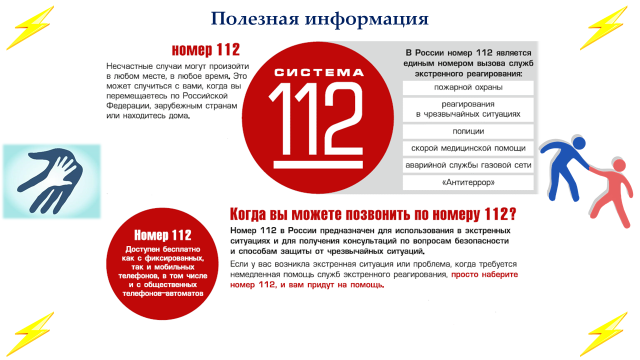 Полезная информация
номер 112
Несчастные случаи могут произойти
в любом месте, в любое время. Это
может случиться с вами, когда вы
перемещаетесь по Российской
Федерации, зарубежным странам
или находитесь дома.
СИСТЕМА
112
В России номер 112 является
единым номером вызова служб
экстренного реагирования:
пожарной охраны
реагирования
в чрезвычайных ситуациях
полиции
скорой медицинской помощи
аварийной службы газовой сети
«Антитеррор»
Номер 112
Доступен бесплатно
как с фиксированных,
так и мобильных
телефонов, в том числе
и с общественных
телефонов-автоматов
Когда вы можете позвонить по номеру 112?
Номер 112 в России предназначен для использования в экстренных
ситуациях и для получения консультаций по вопросам безопасности
и способам защиты от чрезвычайных ситуаций.
Если у вас возникла экстренная ситуация или проблема, когда требуется
немедленная помощь служб экстренного реагирования, просто наберите
номер 112, и вам придут на помощь.